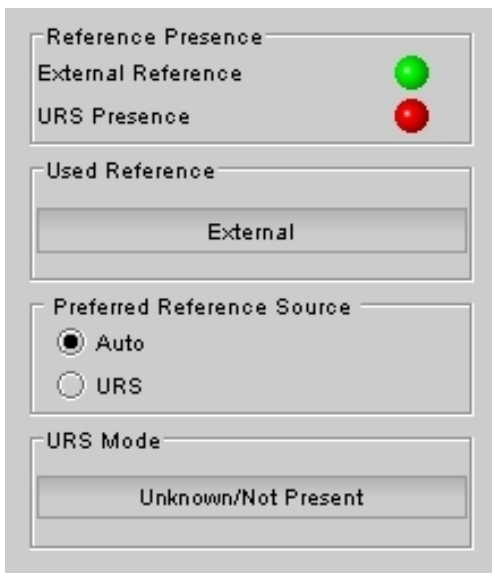 Reference Presence
External Reference
URS Presence
Used Reference
External
Preferred Reference Source
Auto
URS
URS Mode
Unknown/Not Present